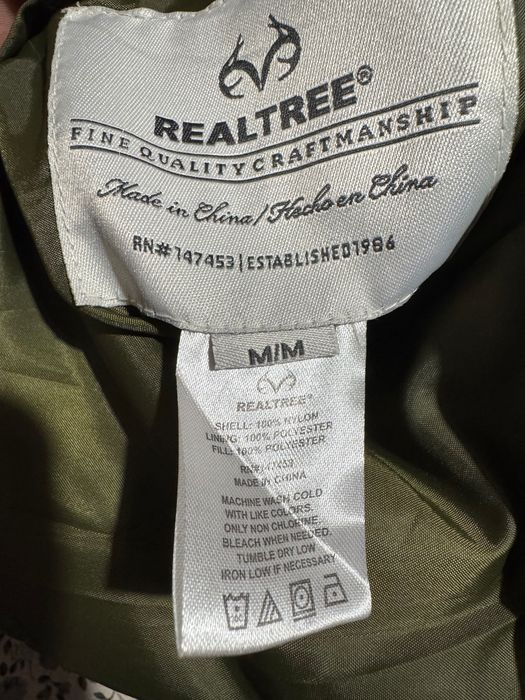 REALTREE®
FINE QUALITY CRAFTMANSHIP
Made in China / Hecho en China
RN# 147453 | ESTABLISHED 1986
M/M
REALTREE®
SHELL: 100% NYLON
LINING: 100% POLYESTER
FILL: 100% POLYESTER
RN# 147453
MADE IN CHINA
MACHINE WASH COLD
WITH LIKE COLORS.
ONLY NON CHLORINE
BLEACH WHEN NEEDED.
TUMBLE DRY LOW
IRON LOW IF NECESSARY